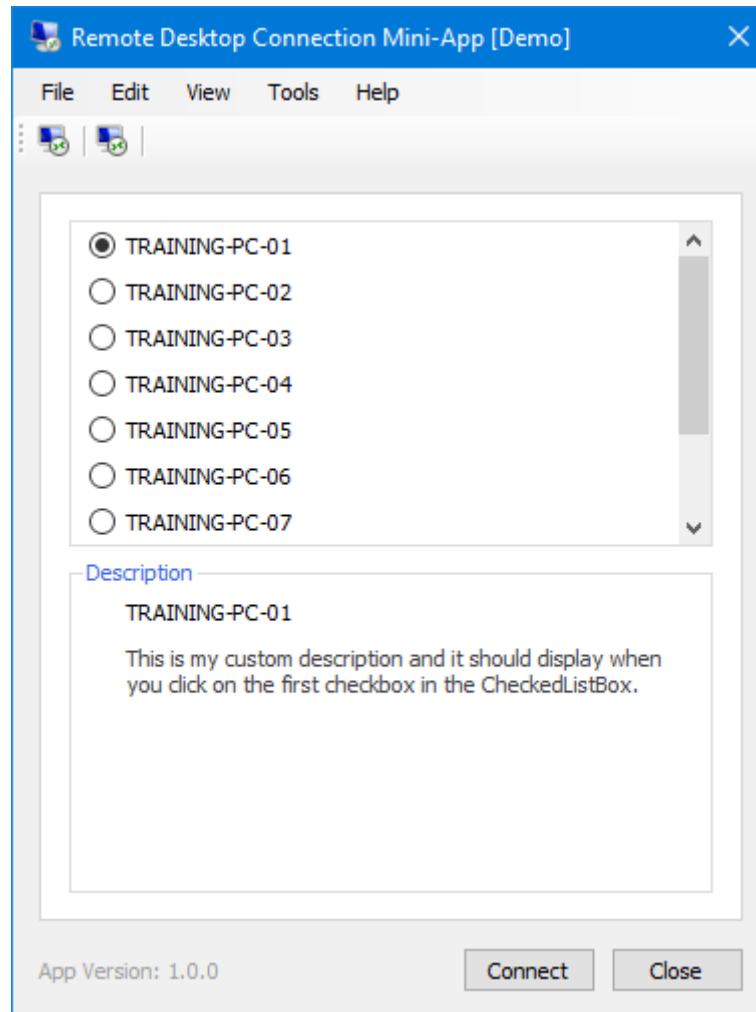 Remote Desktop Connection Mini-App [Demo]
File Edit View Tools Help
TRAINING-PC-01
TRAINING-PC-02
TRAINING-PC-03
TRAINING-PC-04
TRAINING-PC-05
TRAINING-PC-06
TRAINING-PC-07
Description
TRAINING-PC-01
This is my custom description and it should display when
you click on the first checkbox in the CheckedListBox.
App Version: 1.0.0 Connect Close